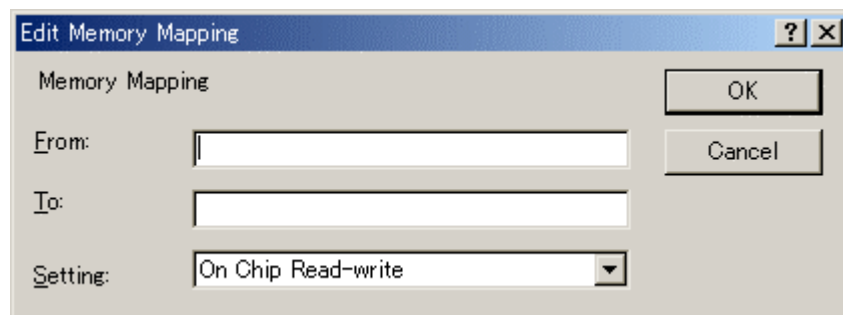 Edit Memory Mapping
Memory Mapping
OK
From:
Cancel
To:
Setting: On Chip Read-write